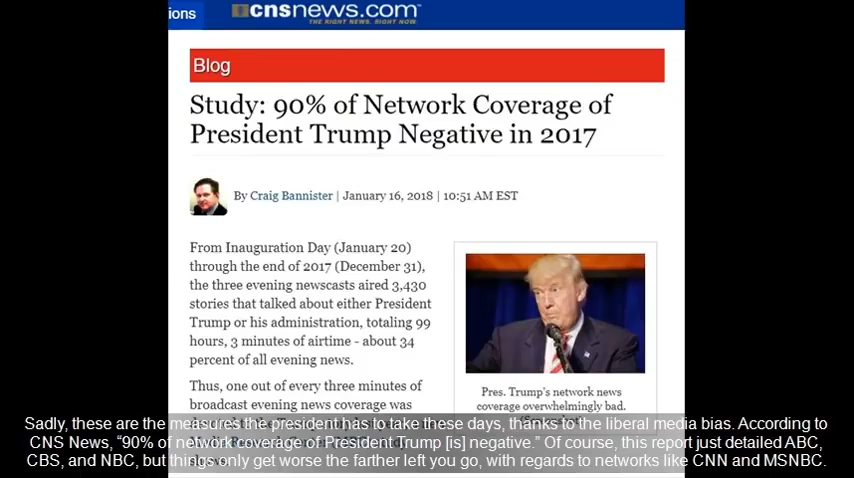 ions
cnsnews.com
THE RIGHT NEWS. RIGHT NOW.
Blog
Study: 90% of Network Coverage of
President Trump Negative in 2017
By Craig Bannister | January 16, 2018 | 10:51 AM EST
From Inauguration Day (January 20)
through the end of 2017 (December 31),
the three evening newscasts aired 3,430
stories that talked about either President
Trump or his administration, totaling 99
hours, 3 minutes of airtime - about 34
percent of all evening news.
Thus, one out of every three minutes of
broadcast evening news coverage was
Pres. Trump's network news
coverage overwhelmingly bad.
Sadly, these are the measures the president has to take these days, thanks to the liberal media bias. According to
CNS News, “90% of network coverage of President Trump [is] negative.” Of course, this report just detailed ABC,
CBS, and NBC, but things only get worse the farther left you go, with regards to networks like CNN and MSNBC.